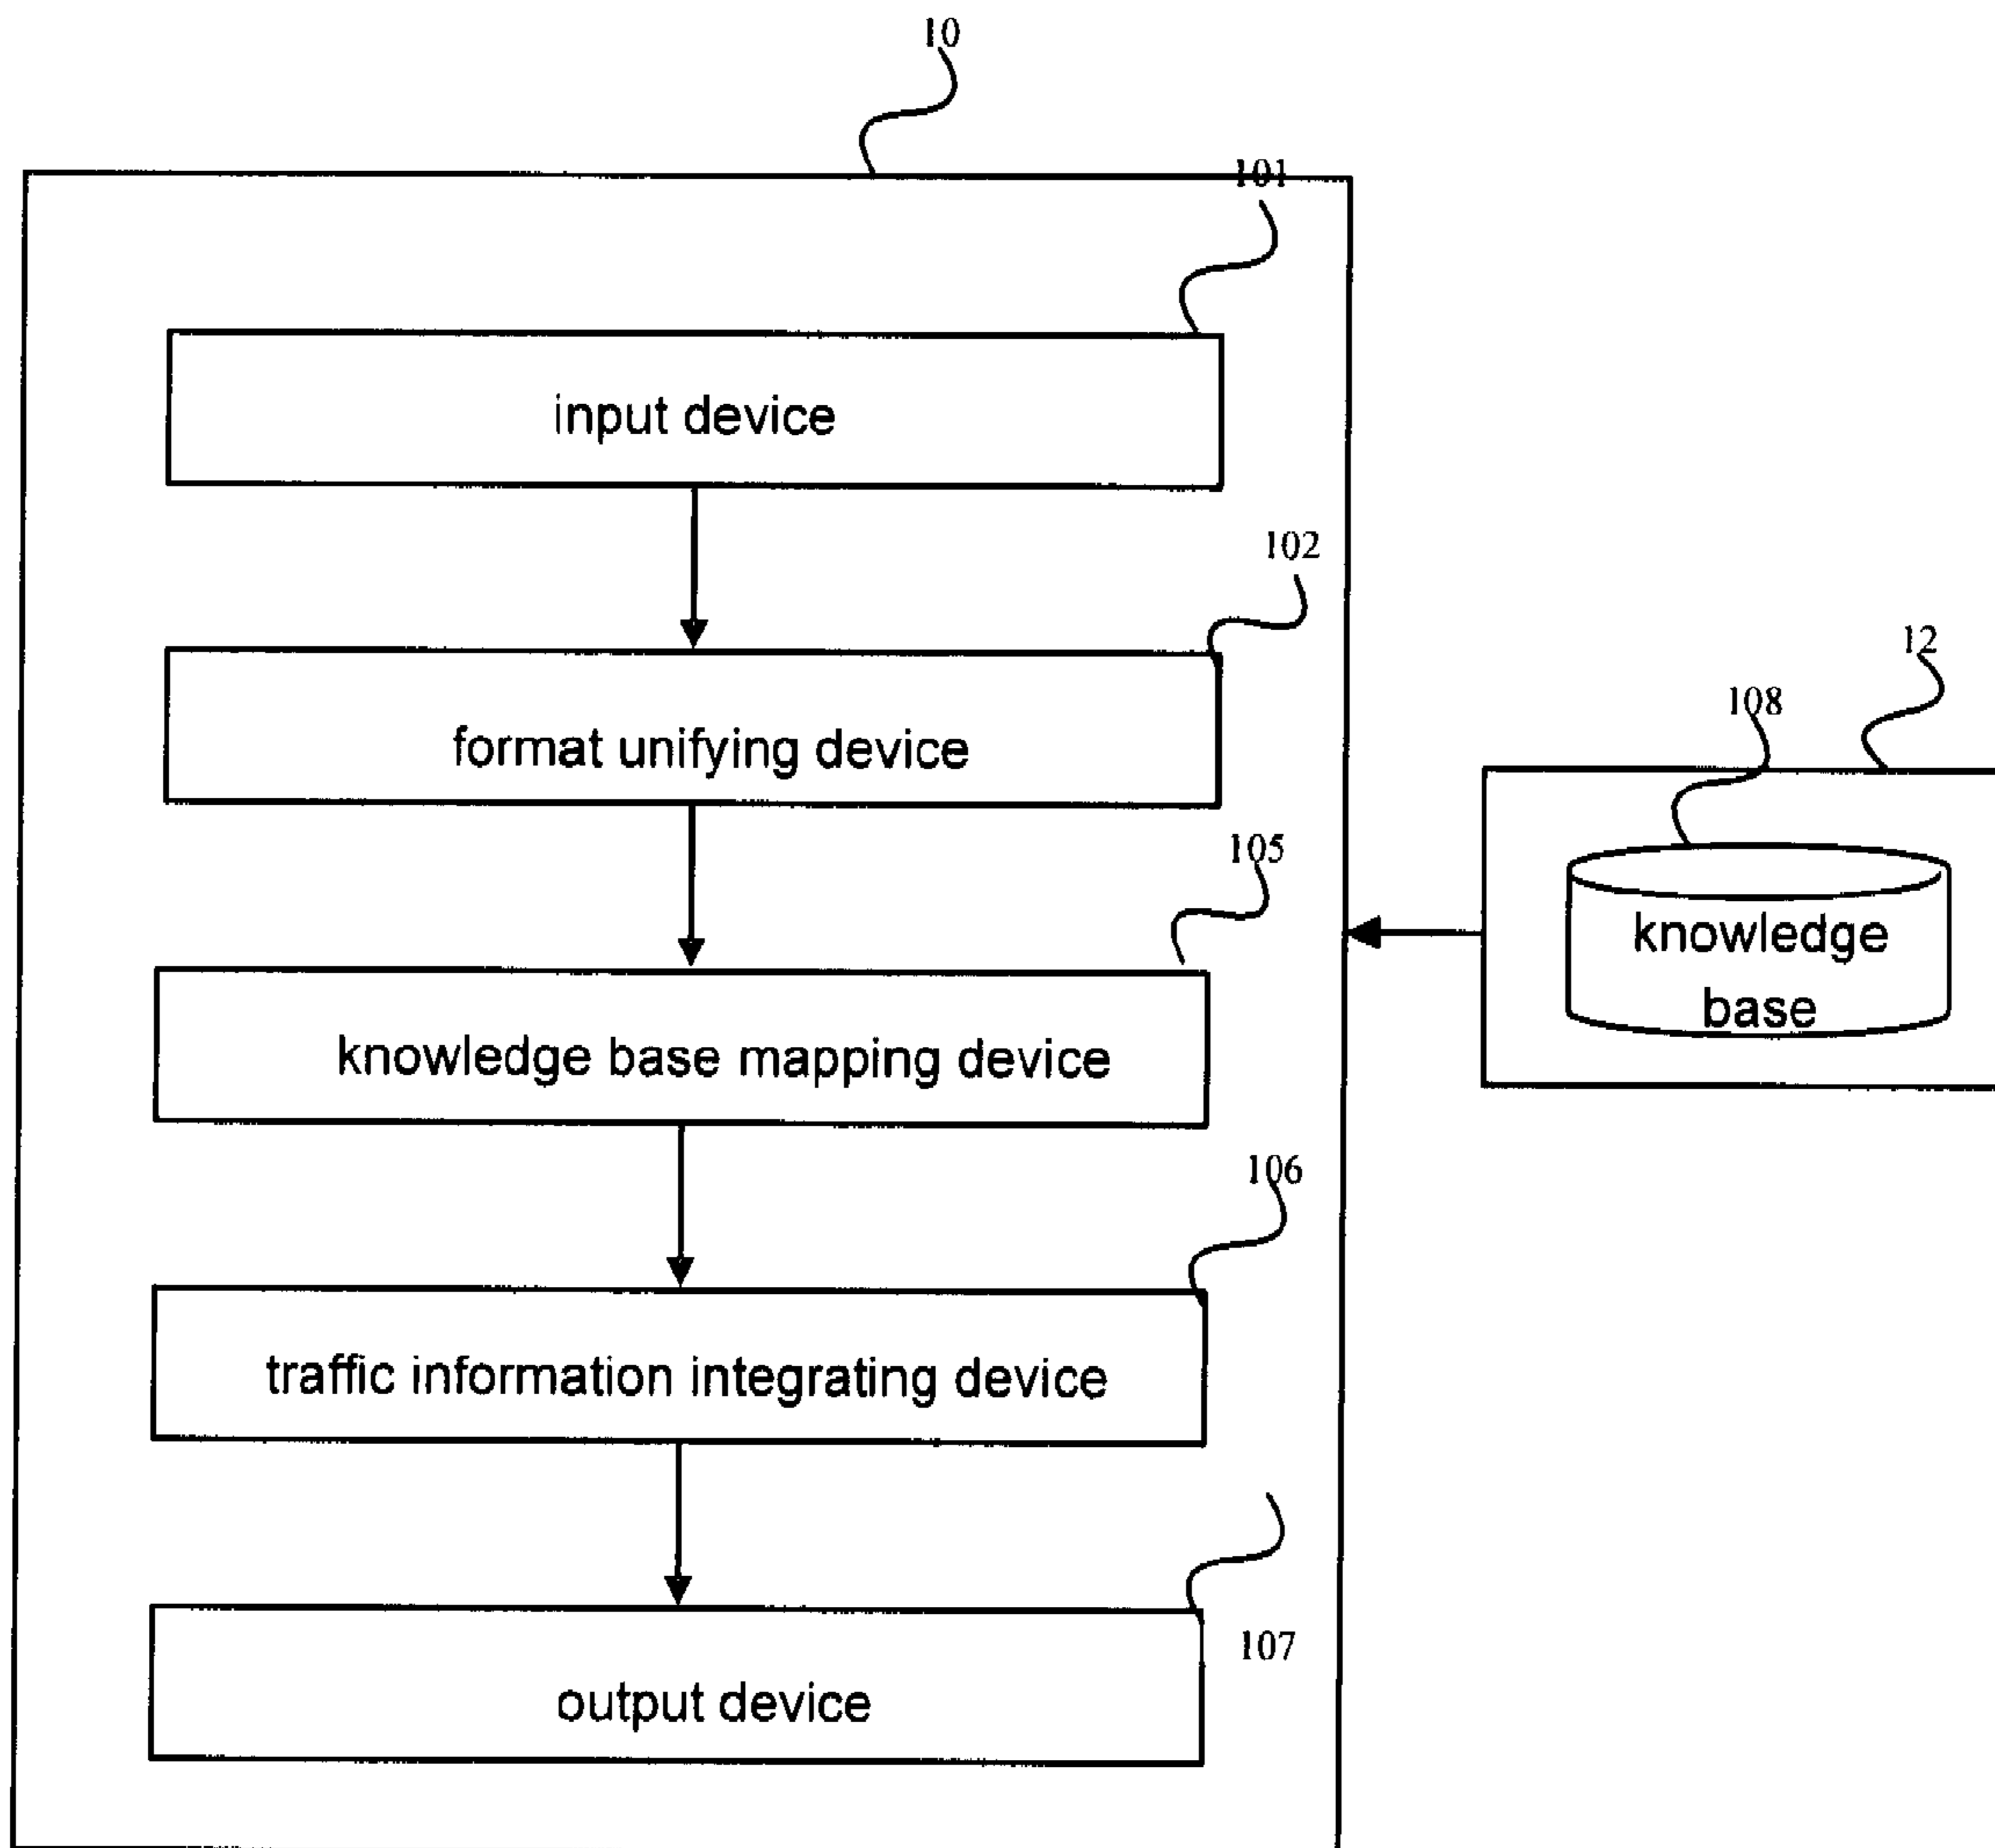 10
101
input device
102
format unifying device
12
108
105
knowledge
base
knowledge base mapping device
106
traffic information integrating device
107
output device